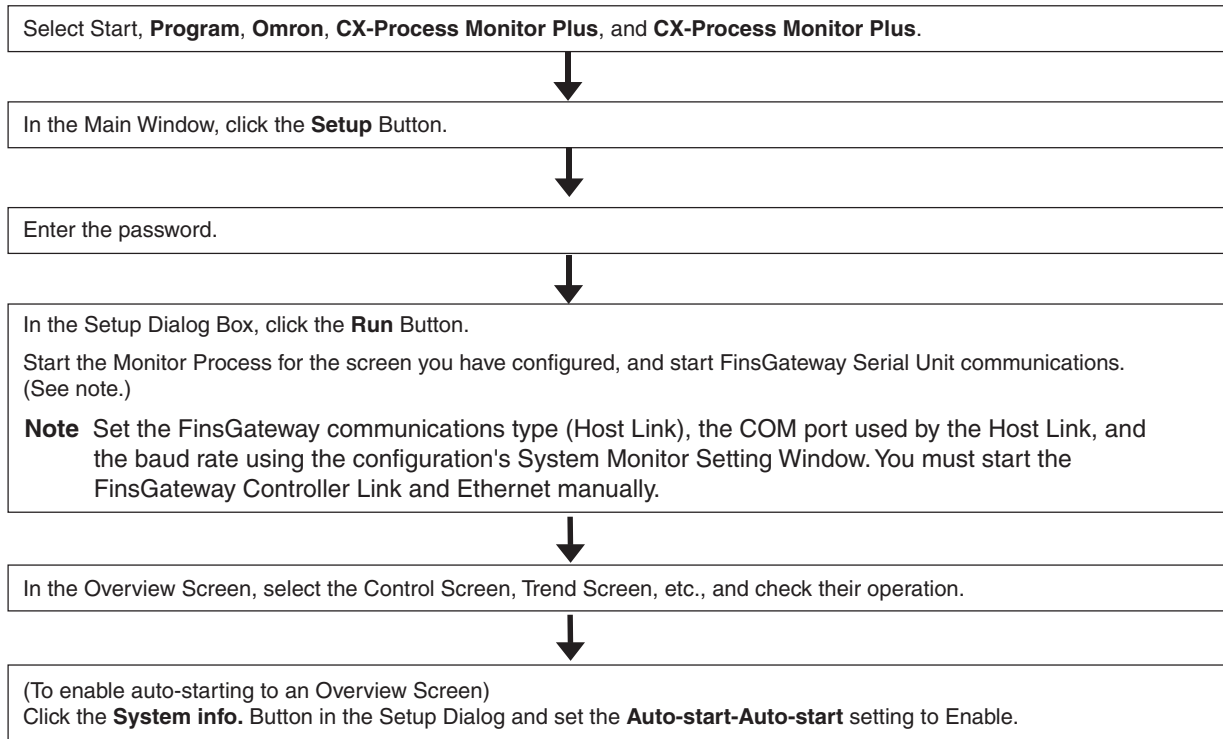 Select Start, Program, Omron, CX-Process Monitor Plus, and CX-Process Monitor Plus.
In the Main Window, click the Setup Button.
Enter the password.
In the Setup Dialog Box, click the Run Button.
Start the Monitor Process for the screen you have configured, and start FinsGateway Serial Unit communications.
(See note.)
Note Set the FinsGateway communications type (Host Link), the COM port used by the Host Link, and
the baud rate using the configuration's System Monitor Setting Window. You must start the
FinsGateway Controller Link and Ethernet manually.
In the Overview Screen, select the Control Screen, Trend Screen, etc., and check their operation.
(To enable auto-starting to an Overview Screen)
Click the System info. Button in the Setup Dialog and set the Auto-start-Auto-start setting to Enable.